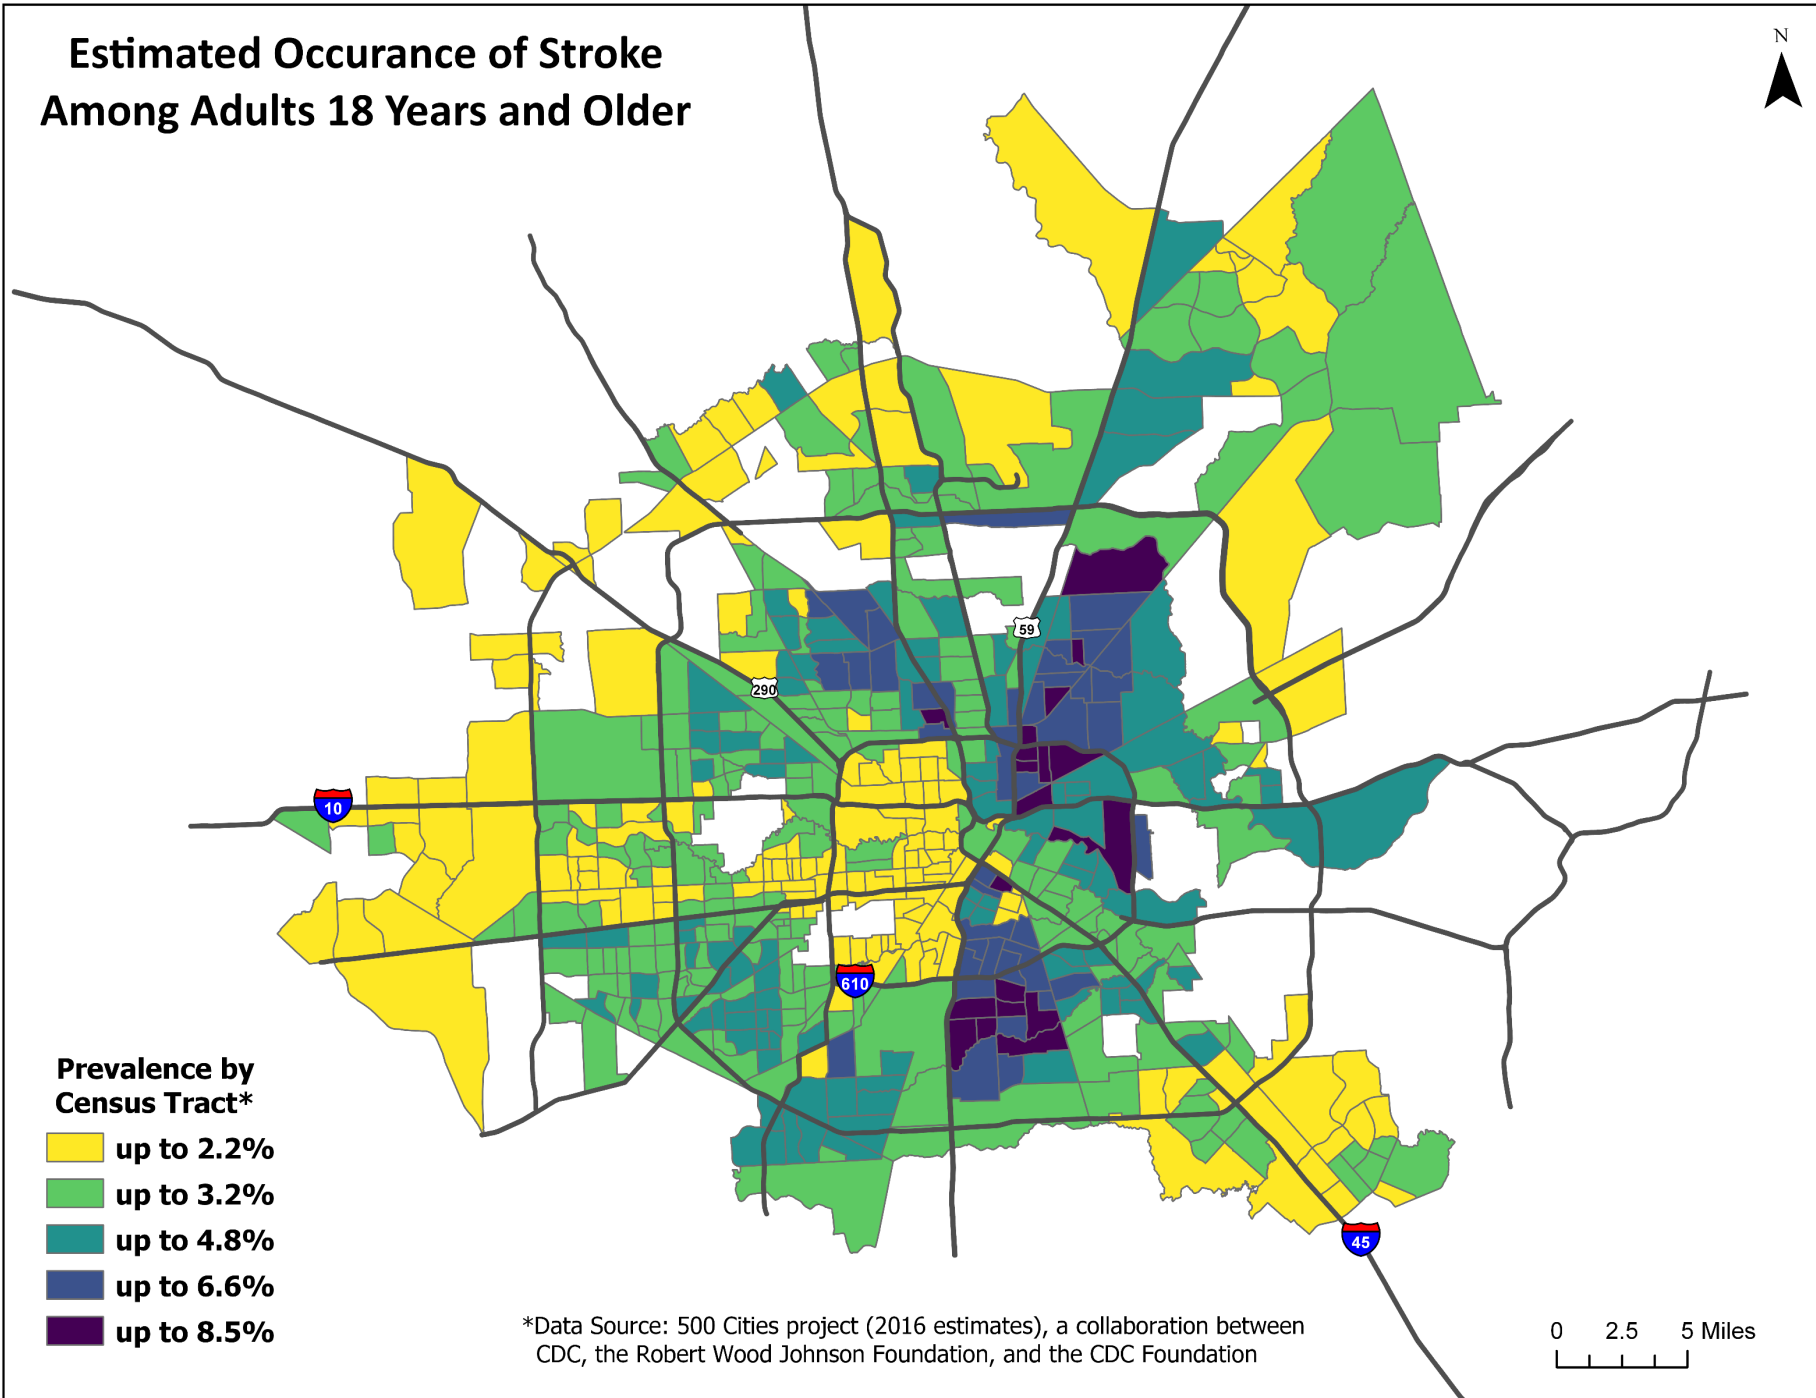 Estimated Occurance of Stroke
Among Adults 18 Years and Older
N
59
290
10
610
45
Prevalence by
Census Tract*
up to 2.2%
up to 3.2%
up to 4.8%
up to 6.6%
up to 8.5%
*Data Source: 500 Cities project (2016 estimates), a collaboration between
CDC, the Robert Wood Johnson Foundation, and the CDC Foundation
0 2.5 5 Miles